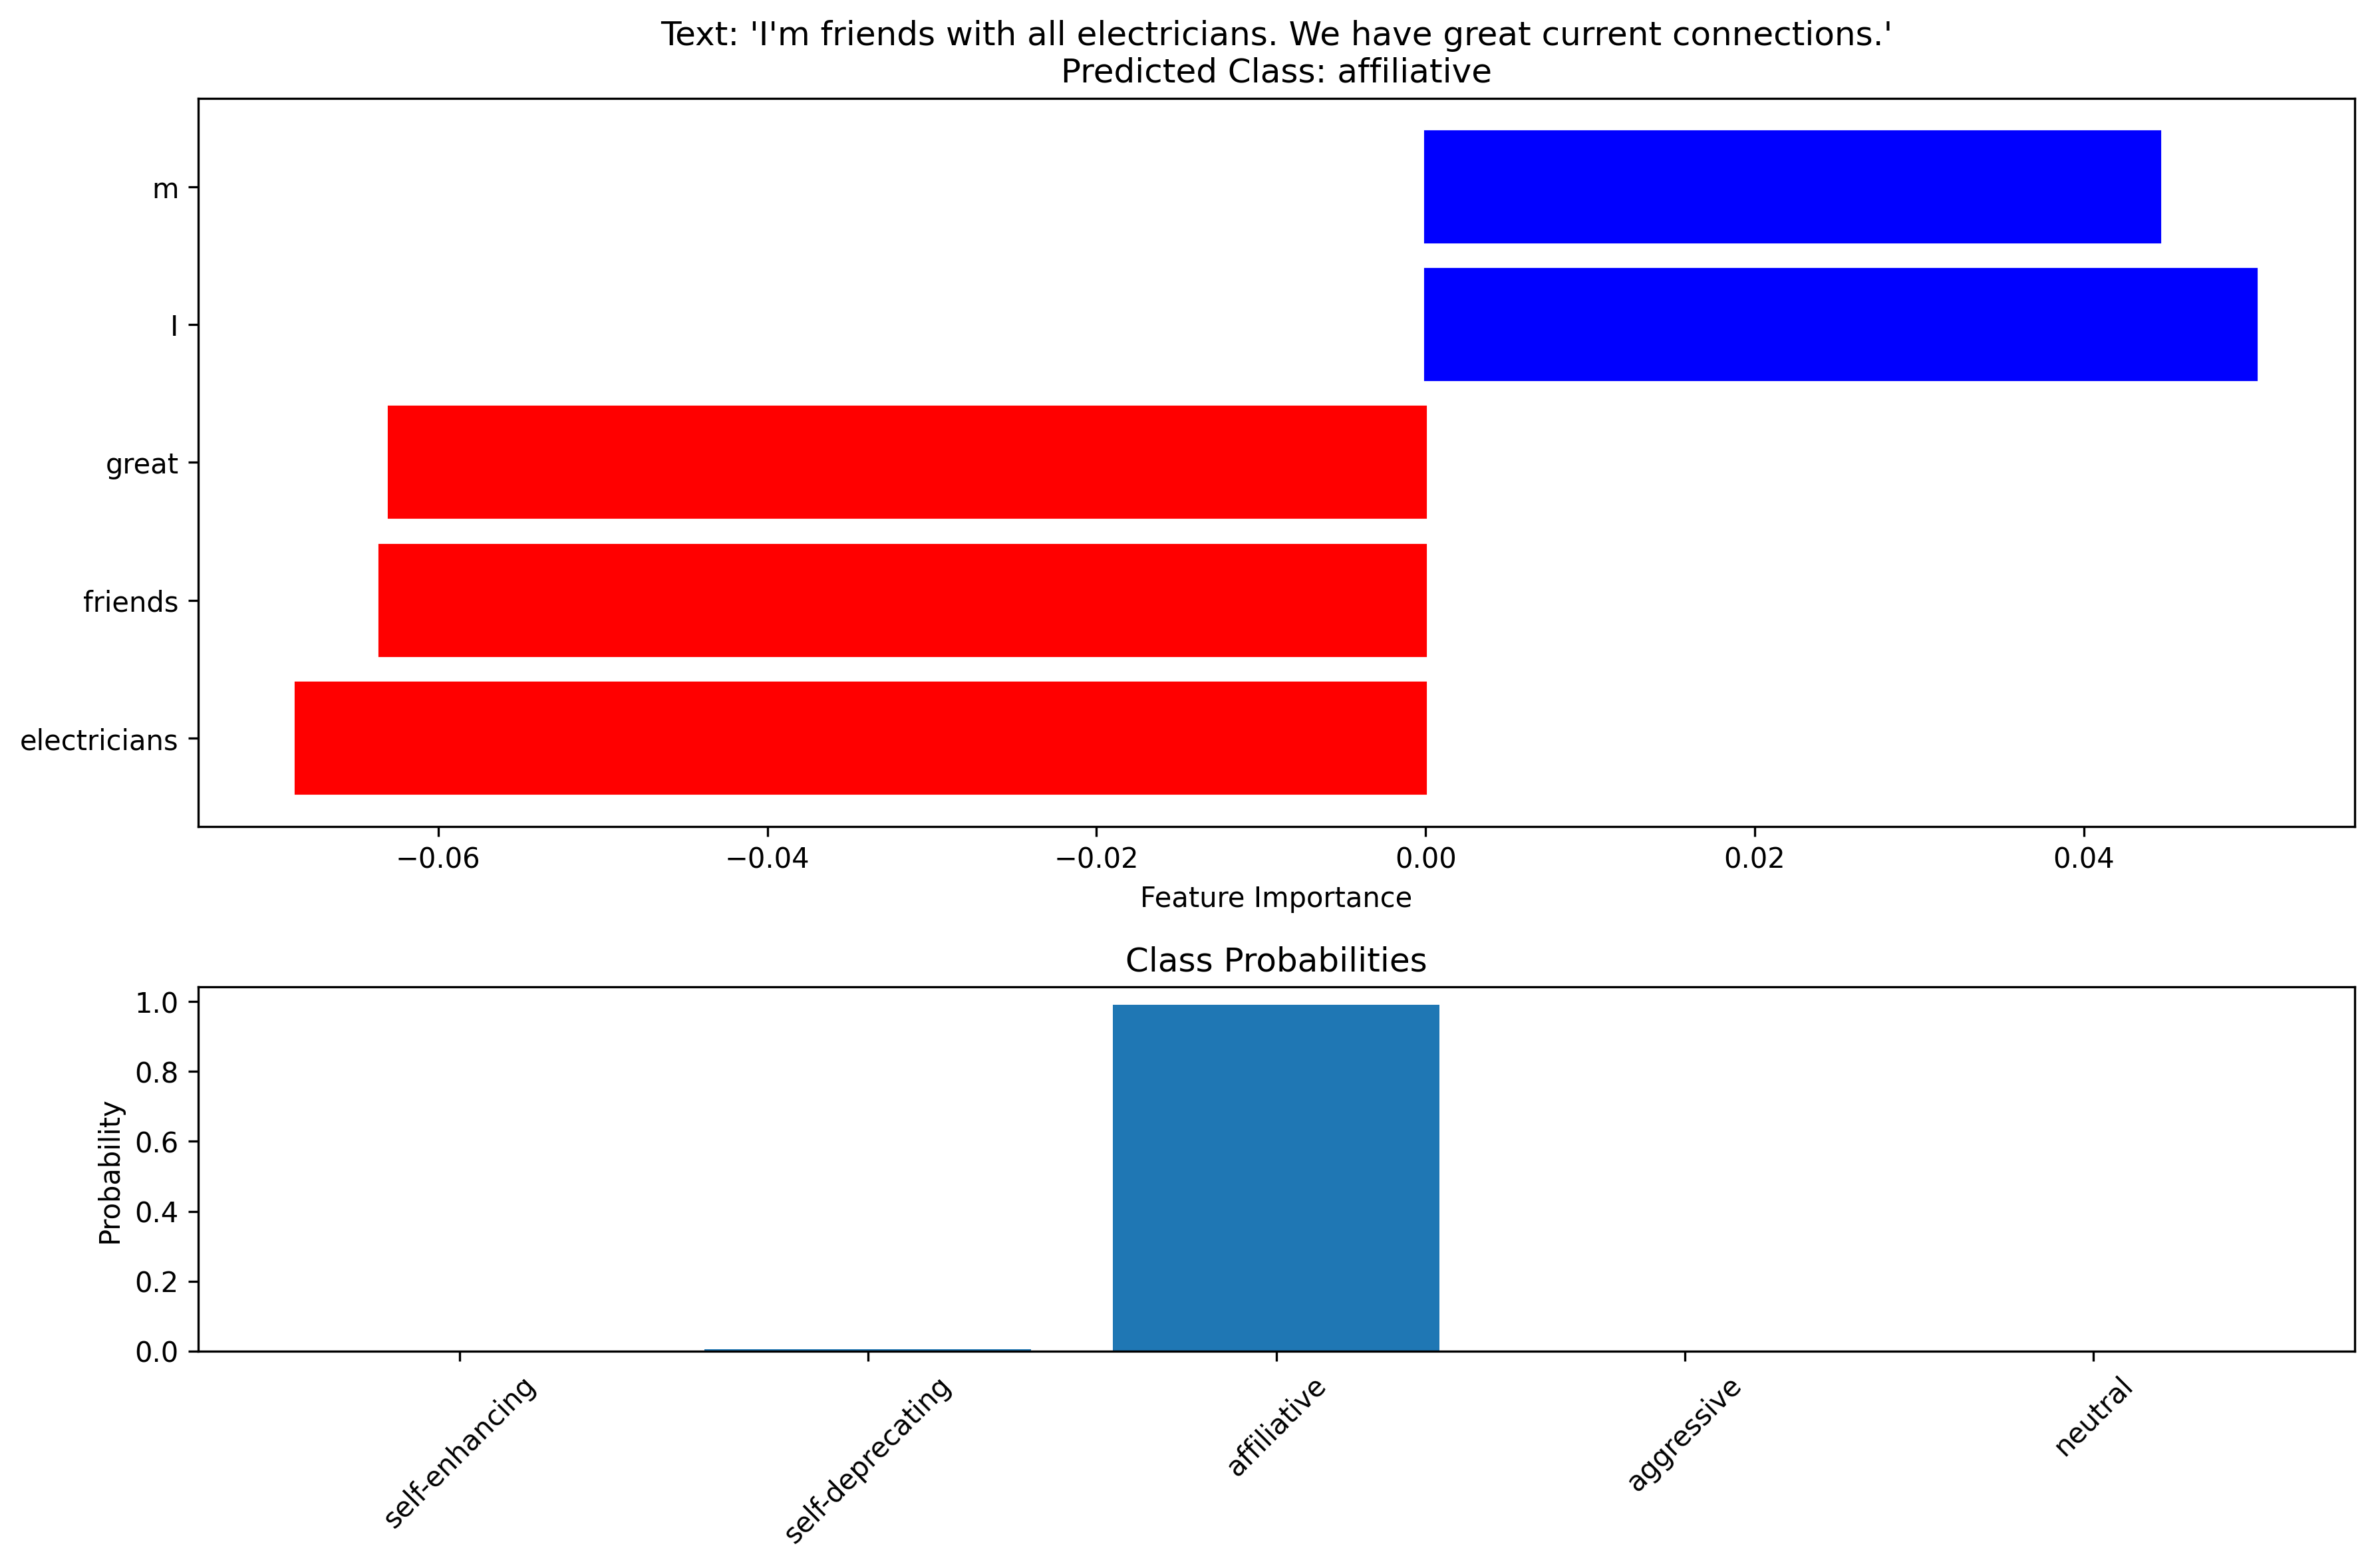 Text: 'I'm friends with all electricians. We have great current connections.'
Predicted Class: affiliative
m
I
great
friends
electricians
−0.06 −0.04 −0.02 0.00 0.02 0.04
Feature Importance
Class Probabilities
1.0
0.8
0.6
0.4
0.2
0.0
Probability
self-enhancing self-deprecating affiliative aggressive neutral